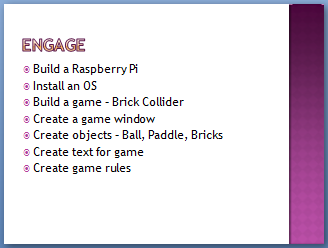 ENGAGE
Build a Raspberry Pi
Install an OS
Build a game - Brick Collider
Create a game window
Create objects - Ball, Paddle, Bricks
Create text for game
Create game rules